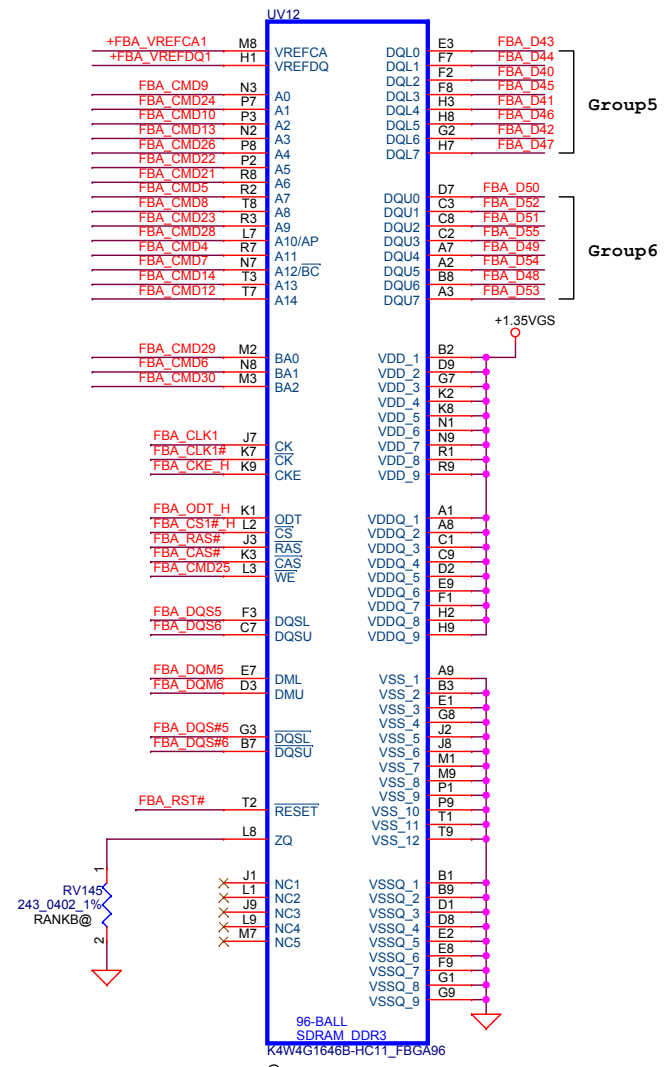 UV12
+FBA_VREFCA1 M8 VREFCA
+FBA_VREFDQ1 H1 VREFDQ
FBA_CMD9 N3 A0
FBA_CMD24 P7 A1
FBA_CMD10 P3 A2
FBA_CMD13 N2 A3
FBA_CMD26 P8 A4
FBA_CMD22 P2 A5
FBA_CMD21 R8 A6
FBA_CMD5 R2 A7
FBA_CMD8 T8 A8
FBA_CMD23 R3 A9
FBA_CMD28 L7 A10/AP
FBA_CMD4 R7 A11
FBA_CMD7 N7 A12/BC
FBA_CMD14 T3 A13
FBA_CMD12 T7 A14
FBA_CMD29 M2 BA0
FBA_CMD6 N8 BA1
FBA_CMD30 M3 BA2
FBA_CLK1 J7 CK
FBA_CLK1# K7 CK
FBA_CKE_H K9 CKE
FBA_ODT_H K1 ODT
FBA_CS1#_H L2 CS
FBA_RAS# J3 RAS
FBA_CAS# K3 CAS
FBA_CMD25 L3 WE
FBA_DQS5 F3 DQSL
FBA_DQS6 C7 DQSU
FBA_DQM5 E7 DML
FBA_DQM6 D3 DMU
FBA_DQS#5 G3 DQSL
FBA_DQS#6 B7 DQSU
FBA_RST# T2 RESET
L8 ZQ
1
RV145
243_0402_1%
RANKB@
2
J1 NC1
L1 NC2
J9 NC3
L9 NC4
M7 NC5
DQL0 E3 FBA_D43
DQL1 F7 FBA_D44
DQL2 F2 FBA_D40
DQL3 F8 FBA_D45
DQL4 H3 FBA_D41
DQL5 H8 FBA_D46
DQL6 G2 FBA_D42
DQL7 H7 FBA_D47
Group5
DQU0 D7 FBA_D50
DQU1 C3 FBA_D52
DQU2 C8 FBA_D51
DQU3 C2 FBA_D55
DQU4 A7 FBA_D49
DQU5 A2 FBA_D54
DQU6 B8 FBA_D48
DQU7 A3 FBA_D53
Group6
+1.35VGS
VDD_1 B2
VDD_2 D9
VDD_3 G7
VDD_4 K2
VDD_5 K8
VDD_6 N1
VDD_7 N9
VDD_8 R1
VDD_9 R9
VDDQ_1 A1
VDDQ_2 A8
VDDQ_3 C1
VDDQ_4 C9
VDDQ_5 D2
VDDQ_6 E9
VDDQ_7 F1
VDDQ_8 H2
VDDQ_9 H9
VSS_1 A9
VSS_2 B3
VSS_3 E1
VSS_4 G8
VSS_5 J2
VSS_6 J8
VSS_7 M1
VSS_8 M9
VSS_9 P1
VSS_10 P9
VSS_11 T1
VSS_12 T9
VSSQ_1 B1
VSSQ_2 B9
VSSQ_3 D1
VSSQ_4 D8
VSSQ_5 E2
VSSQ_6 E8
VSSQ_7 F9
VSSQ_8 G1
VSSQ_9 G9
96-BALL
SDRAM DDR3
K4W4G1646B-HC11_FBGA96